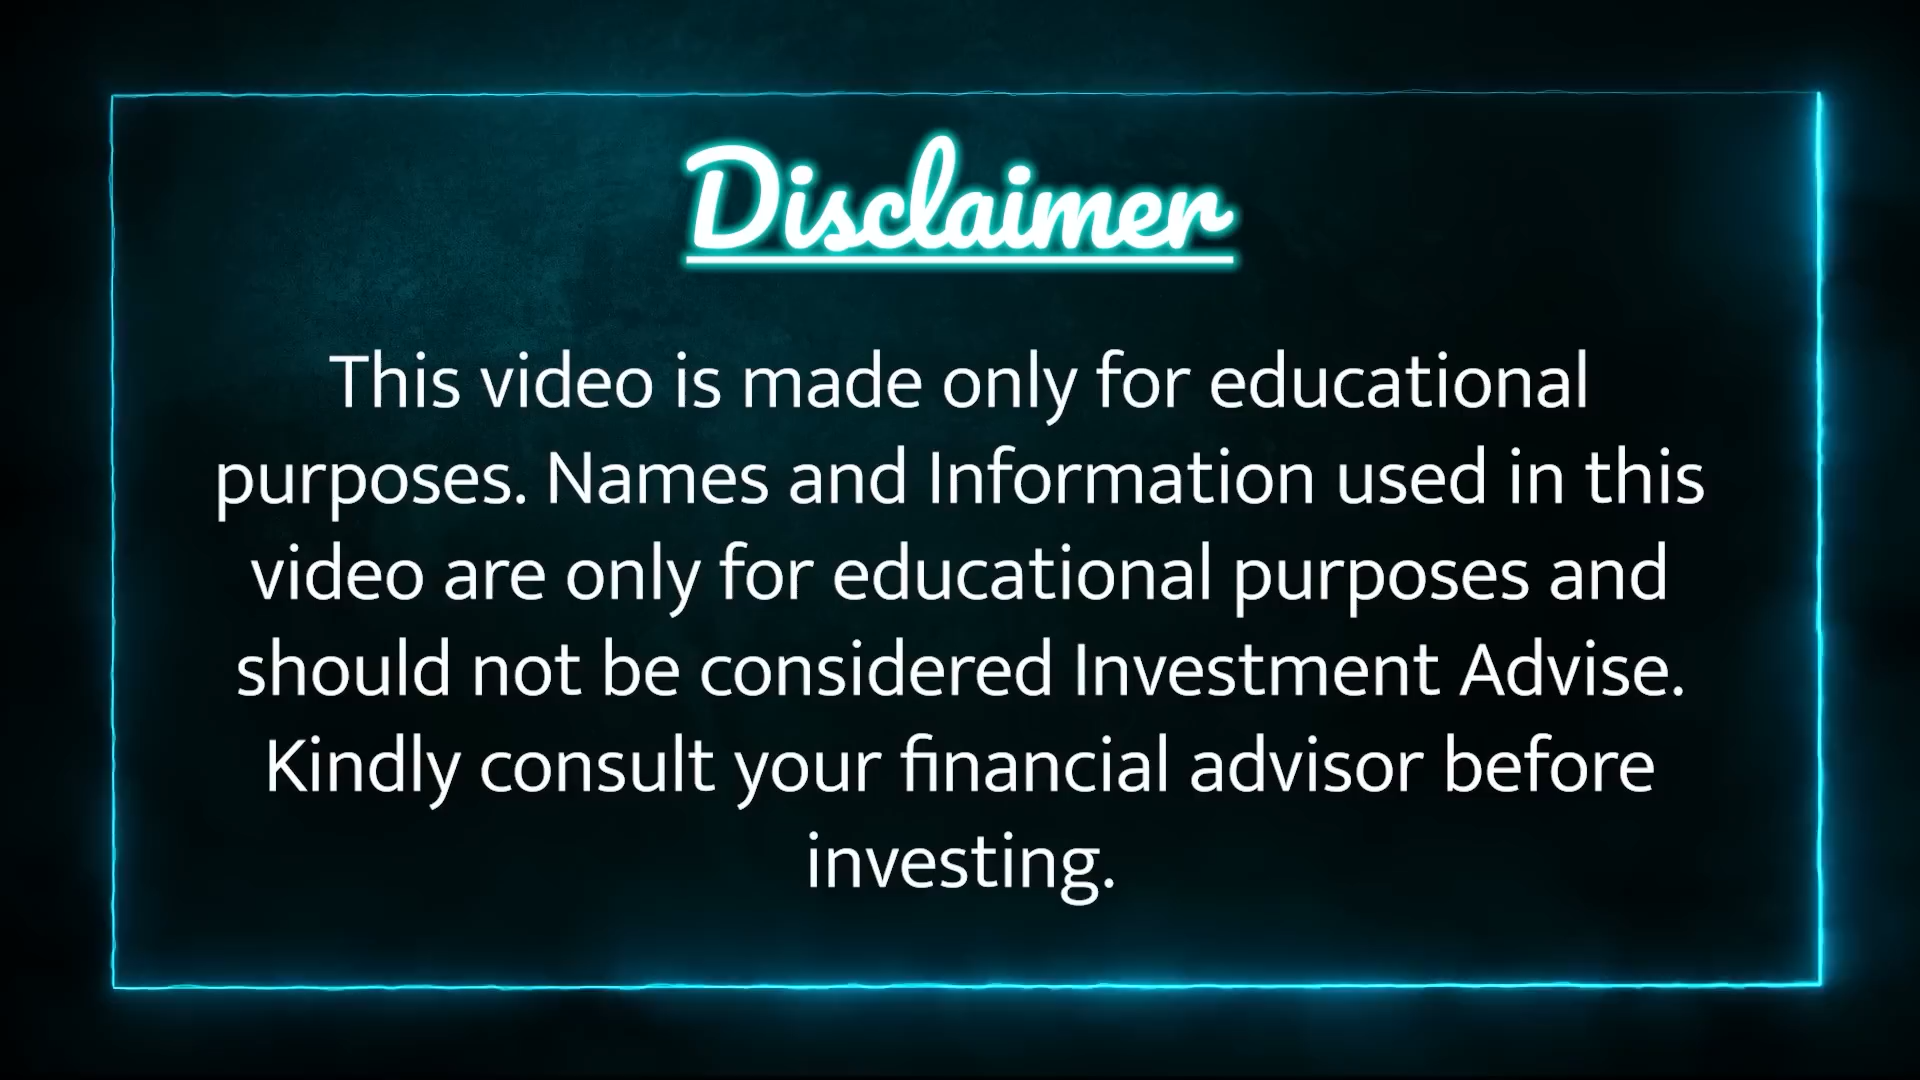 Disclaimer
This video is made only for educational
purposes. Names and Information used in this
video are only for educational purposes and
should not be considered Investment Advise.
Kindly consult your financial advisor before
investing.